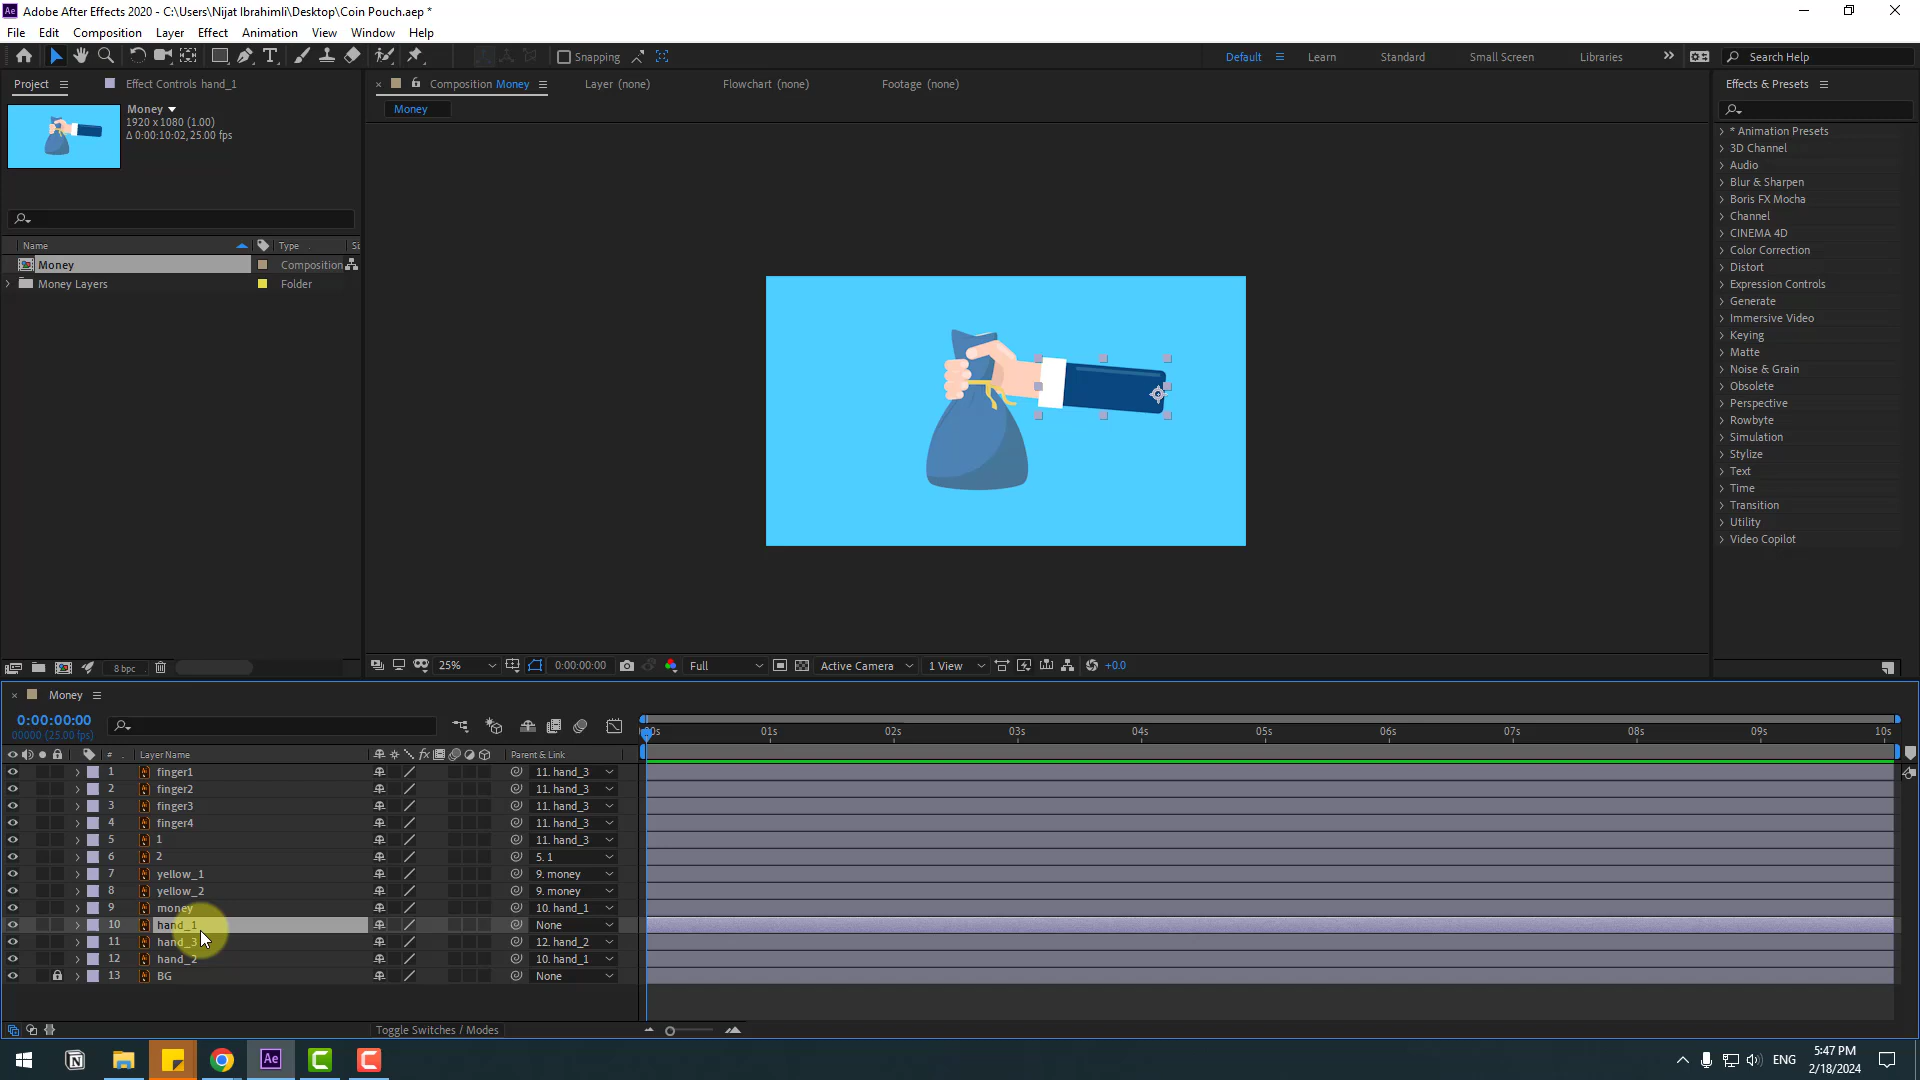 Adobe After Effects 2020 - C:\Users\Nijat Ibrahimli\Desktop\Coin Pouch.aep *
File Edit Composition Layer Effect Animation View Window Help
Snapping
Default Learn Standard Small Screen Libraries Search Help
Project Effect Controls hand_1
Composition Money Layer (none) Flowchart (none) Footage (none)
Effects & Presets
Money
Money
1920 x 1080 (1.00)
Δ 0:00:10:02, 25.00 fps
* Animation Presets
3D Channel
Audio
Blur & Sharpen
Boris FX Mocha
Channel
CINEMA 4D
Color Correction
Distort
Expression Controls
Generate
Immersive Video
Keying
Matte
Noise & Grain
Obsolete
Perspective
Rowbyte
Simulation
Stylize
Text
Time
Transition
Utility
Video Copilot
Name Type Si
Money Composition
Money Layers Folder
8 bpc
25% 0:00:00:00 Full Active Camera 1 View +0.0
Money
0:00:00:00
00000 (25.00 fps)
00s 01s 02s 03s 04s 05s 06s 07s 08s 09s 10s
# Layer Name fx Parent & Link
1 finger1 11. hand_3
2 finger2 11. hand_3
3 finger3 11. hand_3
4 finger4 11. hand_3
5 1 11. hand_3
6 2 5. 1
7 yellow_1 9. money
8 yellow_2 9. money
9 money 10. hand_1
10 hand_1 None
11 hand_3 12. hand_2
12 hand_2 10. hand_1
13 BG None
Toggle Switches / Modes
Ae
ENG
5:47 PM
2/18/2024